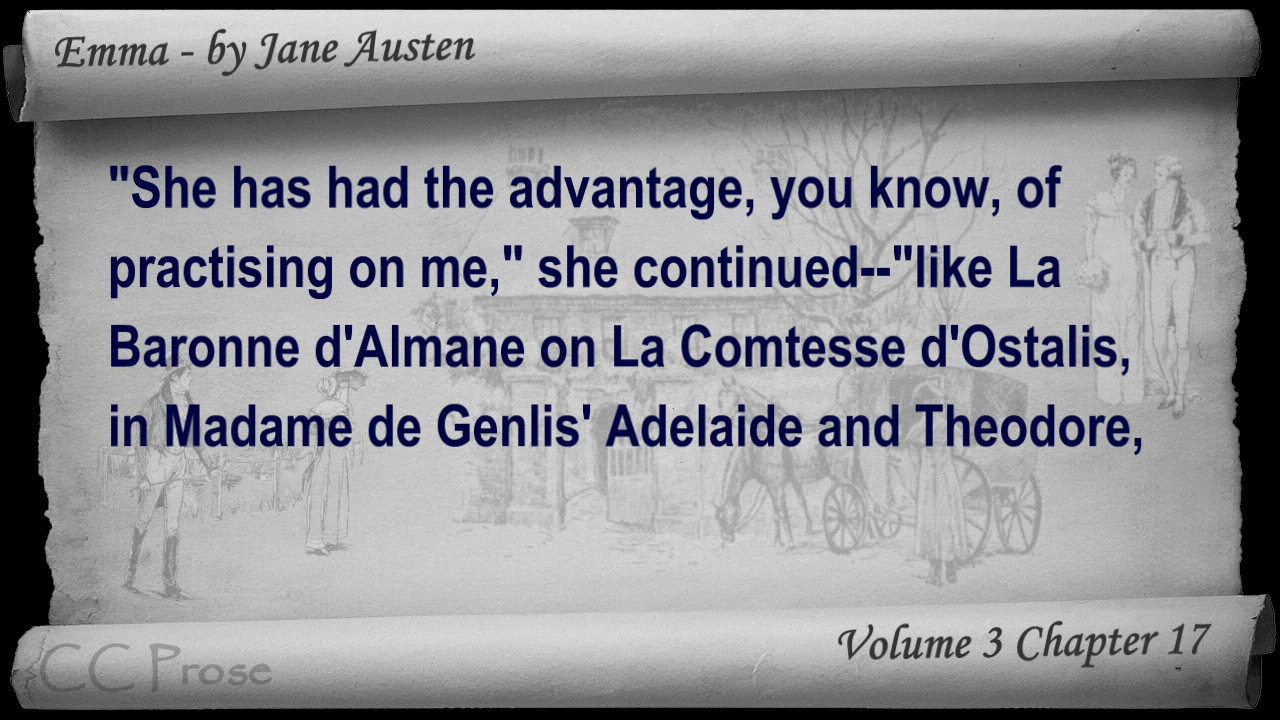 Emma - by Jane Austen
"She has had the advantage, you know, of
practising on me," she continued--"like La
Baronne d'Almane on La Comtesse d'Ostalis,
in Madame de Genlis' Adelaide and Theodore,
Volume 3 Chapter 17
CC Prose